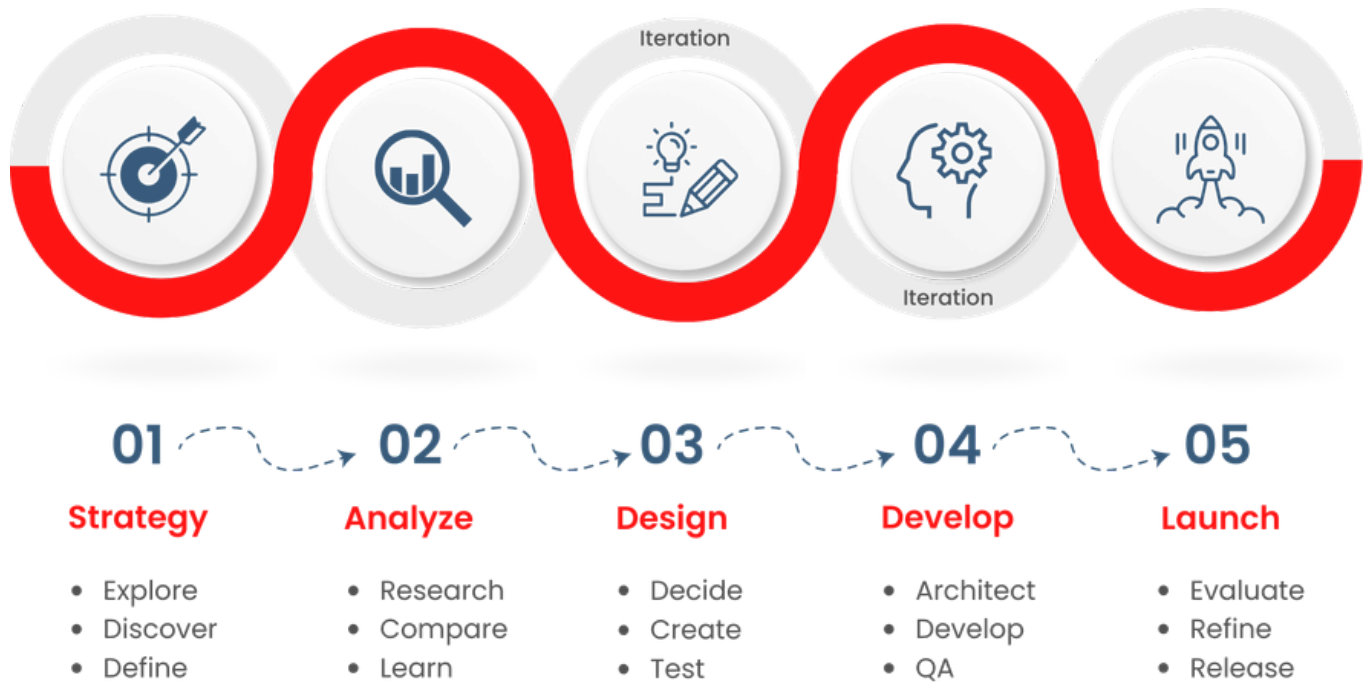 Iteration
Iteration
01 02 03 04 05
Strategy Analyze Design Develop Launch
• Explore • Research • Decide • Architect • Evaluate
• Discover • Compare • Create • Develop • Refine
• Define • Learn • Test • QA • Release